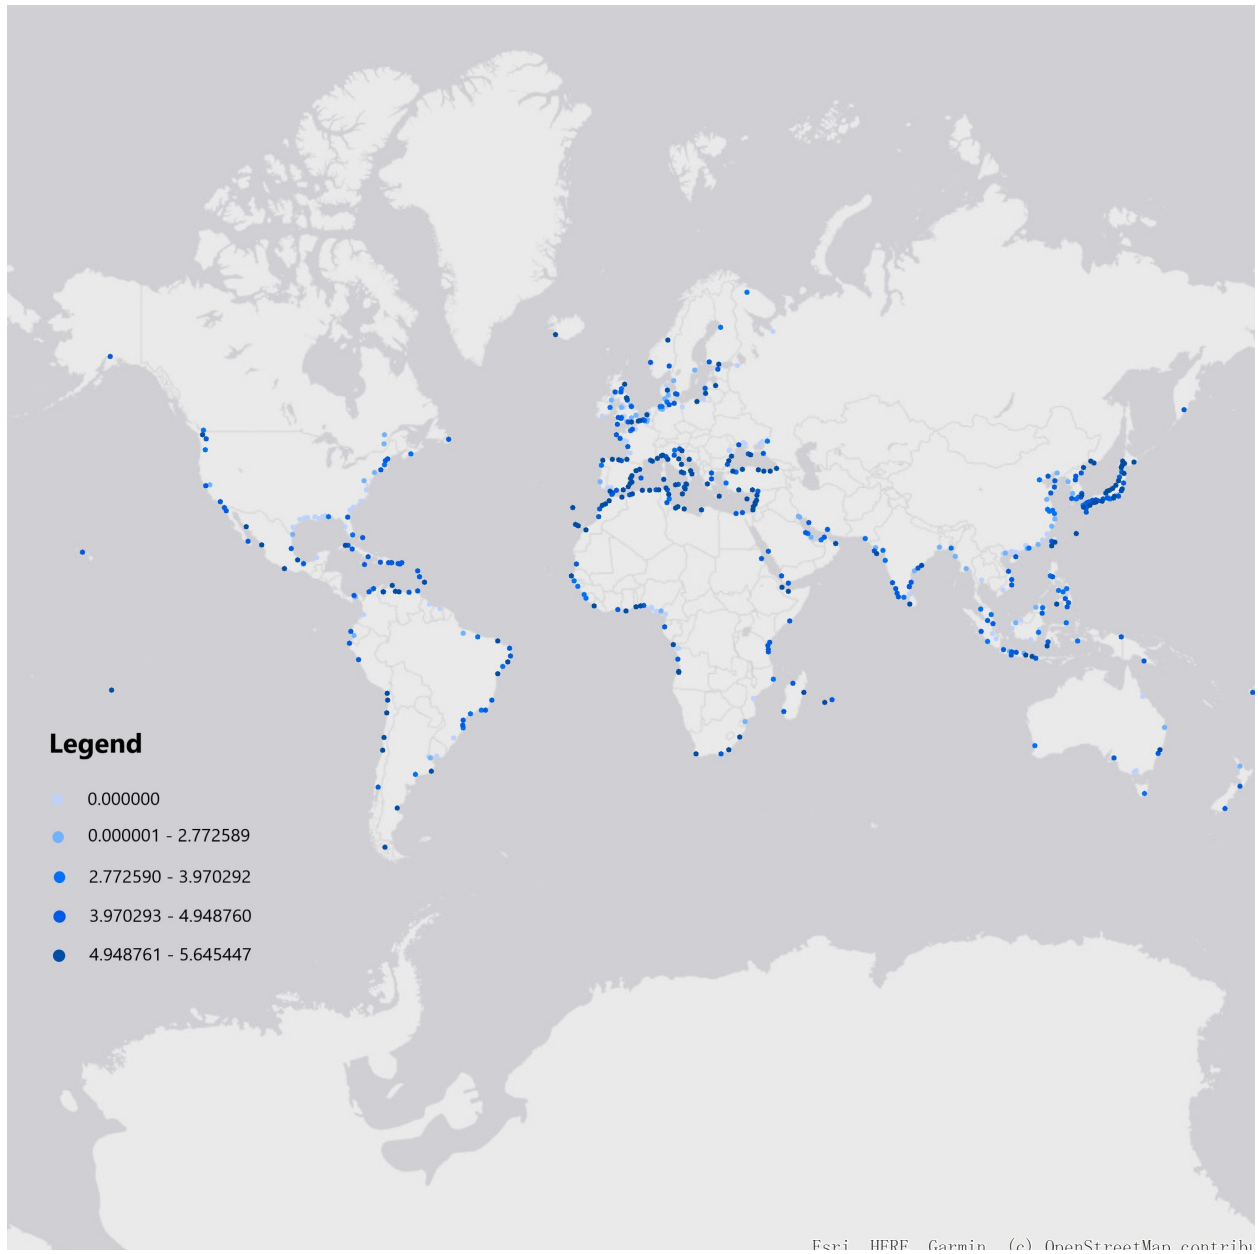 Legend
0.000000
0.000001 - 2.772589
2.772590 - 3.970292
3.970293 - 4.948760
4.948761 - 5.645447
Esri, HERE, Garmin, (c) OpenStreetMap contribu